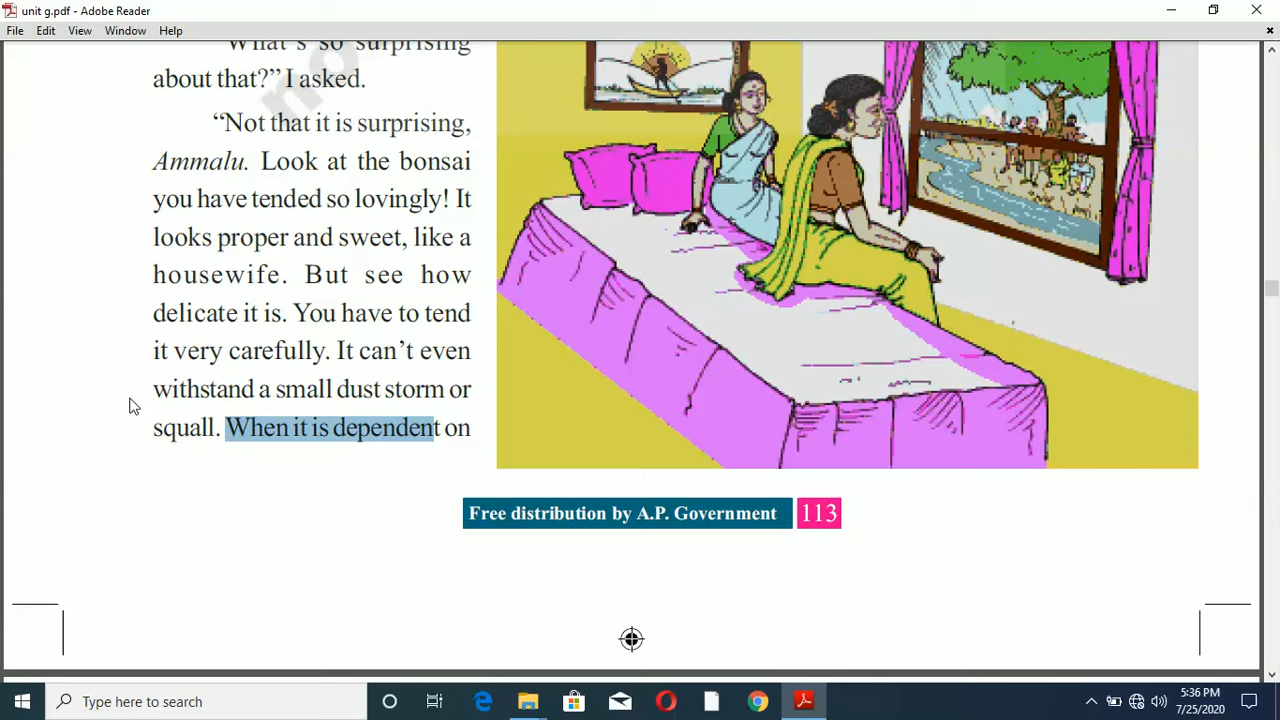 unit g.pdf - Adobe Reader
File Edit View Window Help
"What's so surprising
about that?" I asked.
no
"Not that it is surprising,
Ammalu. Look at the bonsai
you have tended so lovingly! It
looks proper and sweet, like a
housewife. But see how
delicate it is. You have to tend
it very carefully. It can't even
withstand a small dust storm or
squall. When it is dependent on
Free distribution by A.P. Government 113
Type here to search
5:36 PM
7/25/2020